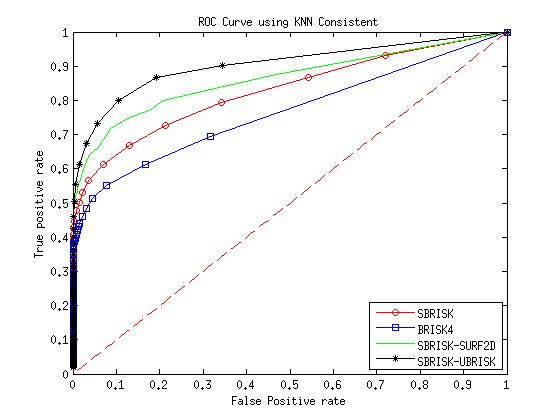 ROC Curve using KNN Consistent
1
0.9
0.8
0.7
0.6
0.5
0.4
0.3
0.2
0.1
0
True positive rate
0 0.1 0.2 0.3 0.4 0.5 0.6 0.7 0.8 0.9 1
False Positive rate
SBRISK
BRISK4
SBRISK-SURF2D
SBRISK-UBRISK